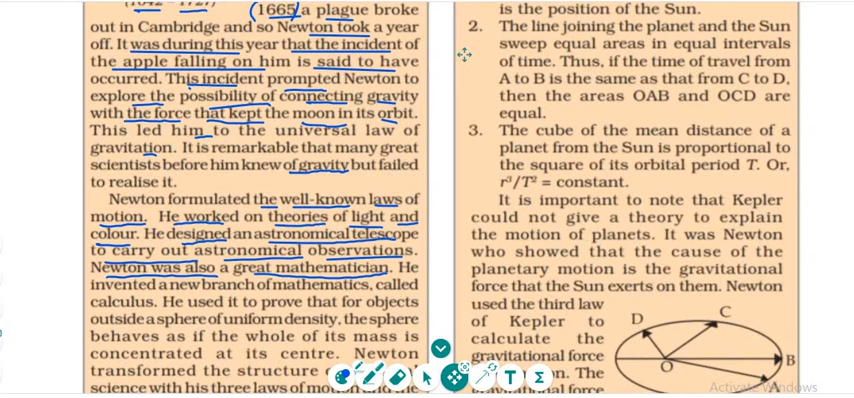 (1642 – 1727)
(1665) a plague broke
out in Cambridge and so Newton took a year
off. It was during this year that the incident of
the apple falling on him is said to have
occurred. This incident prompted Newton to
explore the possibility of connecting gravity
with the force that kept the moon in its orbit.
This led him to the universal law of
gravitation. It is remarkable that many great
scientists before him knew of gravity but failed
to realise it.
Newton formulated the well-known laws of
motion. He worked on theories of light and
colour. He designed an astronomical telescope
to carry out astronomical observations.
Newton was also a great mathematician. He
invented a new branch of mathematics, called
calculus. He used it to prove that for objects
outside a sphere of uniform density, the sphere
behaves as if the whole of its mass is
concentrated at its centre. Newton
transformed the structure
science with his three laws of
is the position of the Sun.
2. The line joining the planet and the Sun
sweep equal areas in equal intervals
of time. Thus, if the time of travel from
A to B is the same as that from C to D,
then the areas OAB and OCD are
equal.
3. The cube of the mean distance of a
planet from the Sun is proportional to
the square of its orbital period T. Or,
r³/T² = constant.
It is important to note that Kepler
could not give a theory to explain
the motion of planets. It was Newton
who showed that the cause of the
planetary motion is the gravitational
force that the Sun exerts on them. Newton
used the third law
of Kepler to
calculate the
gravitational force
The
force
D
C
O
B
A
T
Σ
Activate Windows